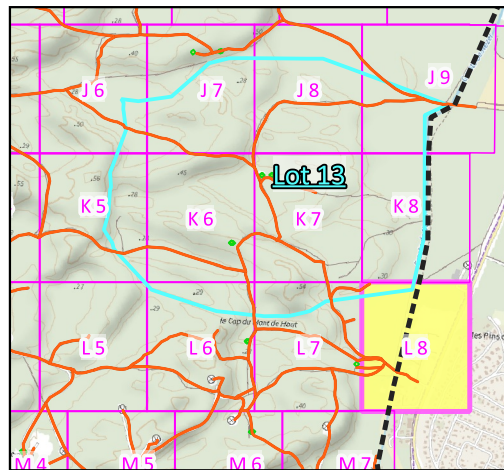 J 6
J 7
J 8
J 9
Lot 13
K 5
K 6
K 7
K 8
le Cap du Mont de Haut
les Pins d
L 5
L 6
L 7
L 8
M 4
M 5
M 6
M 7